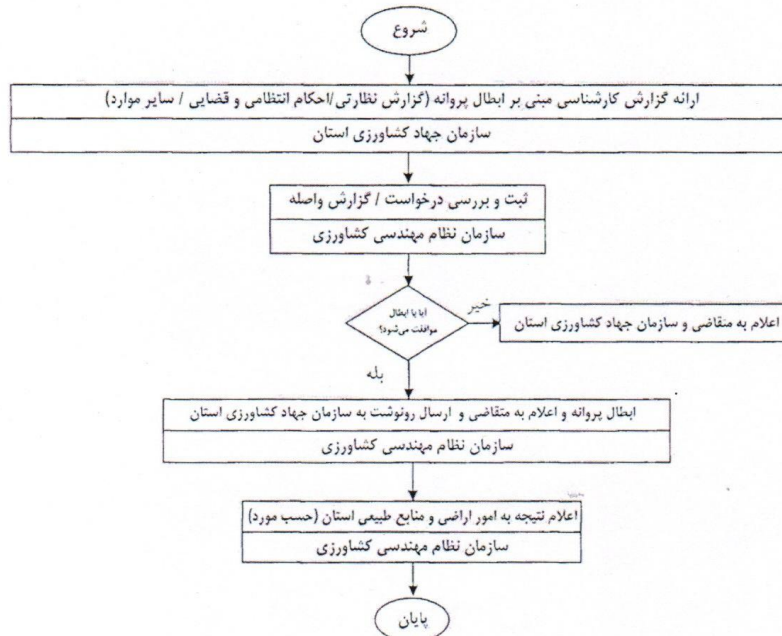 شروع
ارائه گزارش کارشناسی مبنی بر ابطال پروانه (گزارش نظارتی/احکام انتظامی و قضایی / سایر موارد)
سازمان جهاد کشاورزی استان
ثبت و بررسی درخواست / گزارش واصله
سازمان نظام مهندسی کشاورزی
آیا با ابطال
موافقت می‌شود؟
خیر
اعلام به متقاضی و سازمان جهاد کشاورزی استان
بله
ابطال پروانه و اعلام به متقاضی و ارسال رونوشت به سازمان جهاد کشاورزی استان
سازمان نظام مهندسی کشاورزی
اعلام نتیجه به امور اراضی و منابع طبیعی استان (حسب مورد)
سازمان نظام مهندسی کشاورزی
پایان